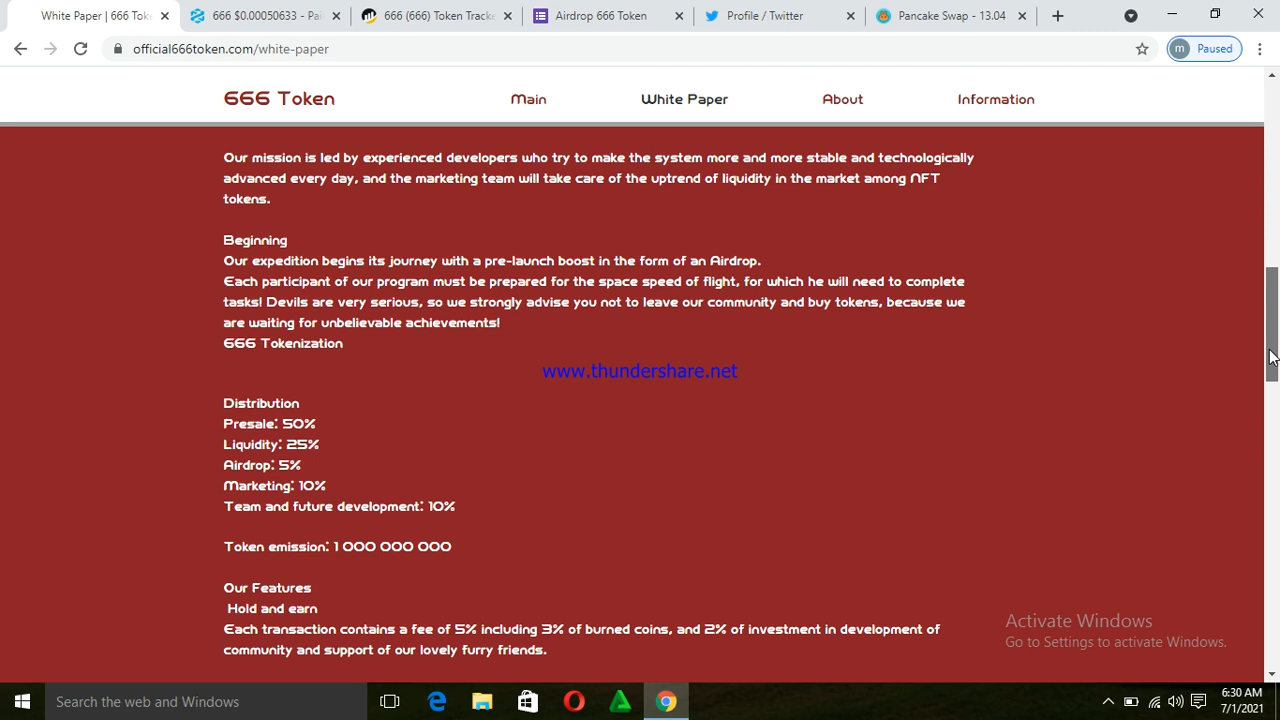 White Paper | 666 Toke
666 $0.00050633 - Pai
666 (666) Token Tracke
Airdrop 666 Token
Profile / Twitter
Pancake Swap - 13.04
official666token.com/white-paper
m Paused
666 Token
Main
White Paper
About
Information
Our mission is led by experienced developers who try to make the system more and more stable and technologically
advanced every day, and the marketing team will take care of the uptrend of liquidity in the market among NFT
tokens.
Beginning
Our expedition begins its journey with a pre-launch boost in the form of an Airdrop.
Each participant of our program must be prepared for the space speed of flight, for which he will need to complete
tasks! Devils are very serious, so we strongly advise you not to leave our community and buy tokens, because we
are waiting for unbelievable achievements!
666 Tokenization
www.thundershare.net
Distribution
Presale: 50%
Liquidity: 25%
Airdrop: 5%
Marketing: 10%
Team and future development: 10%
Token emission: 1 000 000 000
Our Features
Hold and earn
Each transaction contains a fee of 5% including 3% of burned coins, and 2% of investment in development of
community and support of our lovely furry friends.
Activate Windows
Go to Settings to activate Windows.
Search the web and Windows
6:30 AM
7/1/2021